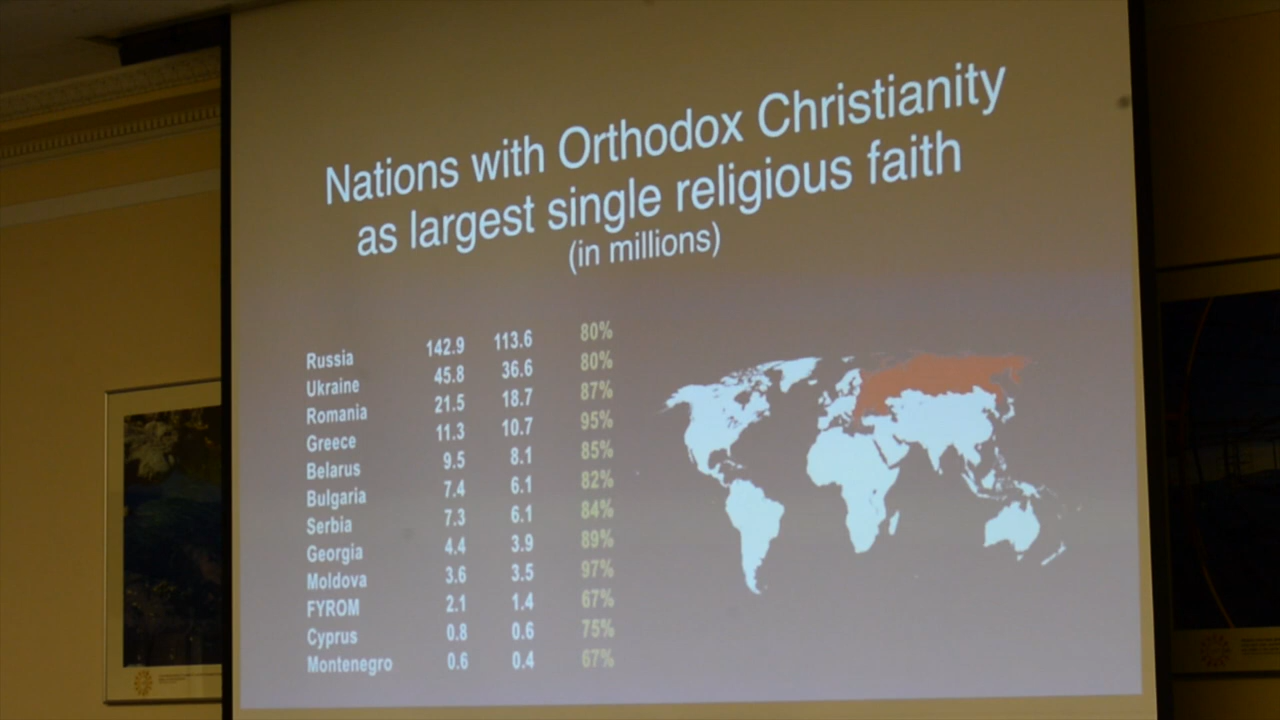 Nations with Orthodox Christianity
as largest single religious faith
(in millions)
Russia 142.9 113.6 80%
Ukraine 45.8 36.6 80%
Romania 21.5 18.7 87%
Greece 11.3 10.7 95%
Belarus 9.5 8.1 85%
Bulgaria 7.4 6.1 82%
Serbia 7.3 6.1 84%
Georgia 4.4 3.9 89%
Moldova 3.6 3.5 97%
FYROM 2.1 1.4 67%
Cyprus 0.8 0.6 75%
Montenegro 0.6 0.4 67%